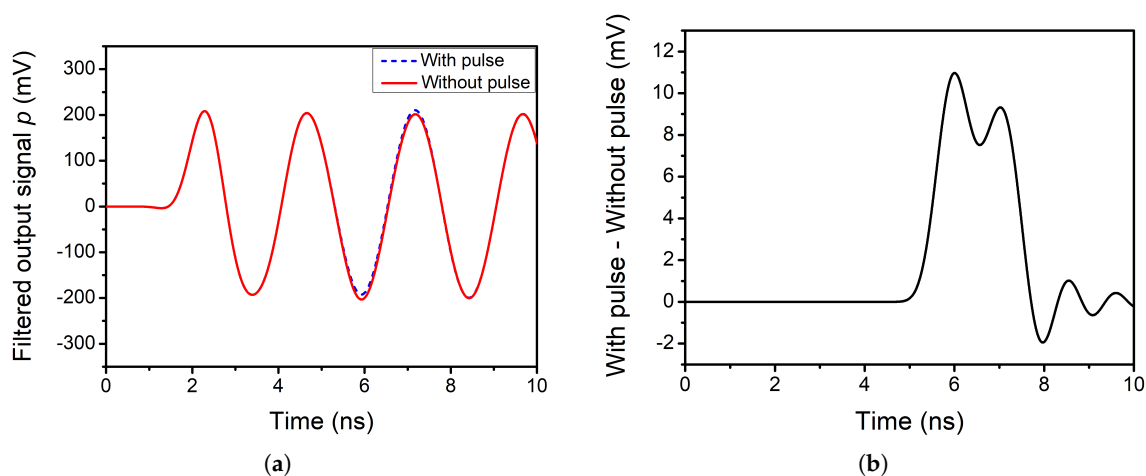 With pulse
Without pulse
Filtered output signal p (mV)
300
200
100
0
-100
-200
-300
0 2 4 6 8 10
Time (ns)
(a)
With pulse - Without pulse (mV)
12
10
8
6
4
2
0
-2
0 2 4 6 8 10
Time (ns)
(b)